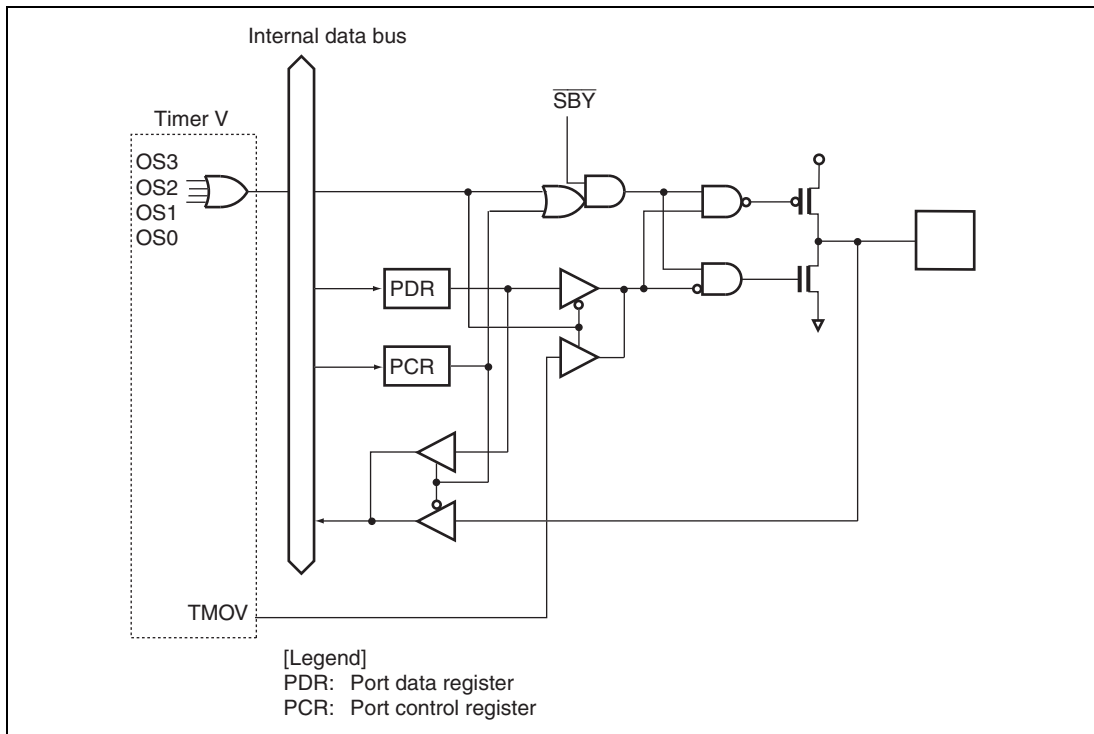 Internal data bus
SBY
Timer V
OS3
OS2
OS1
OS0
PDR
PCR
TMOV
[Legend]
PDR: Port data register
PCR: Port control register